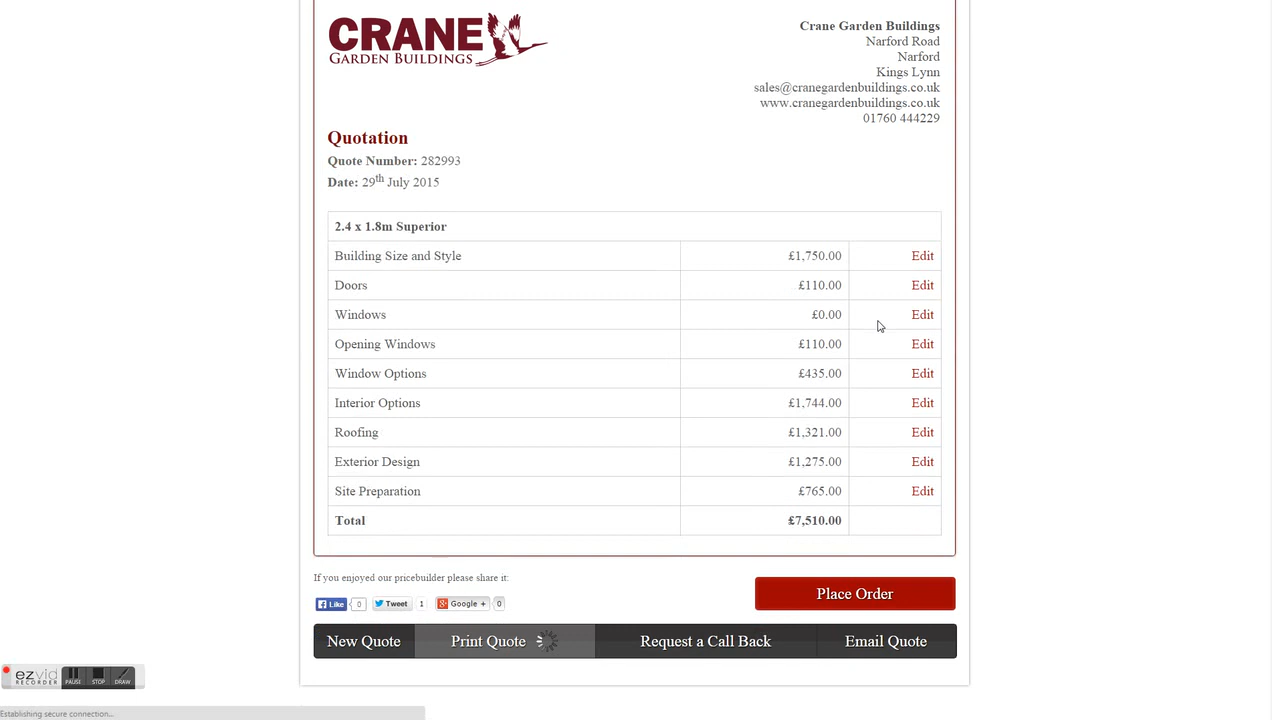 CRANE
GARDEN BUILDINGS
Crane Garden Buildings
Narford Road
Narford
Kings Lynn
sales@cranegardenbuildings.co.uk
www.cranegardenbuildings.co.uk
01760 444229
Quotation
Quote Number: 282993
Date: 29th July 2015
2.4 x 1.8m Superior
Building Size and Style £1,750.00 Edit
Doors £110.00 Edit
Windows £0.00 Edit
Opening Windows £110.00 Edit
Window Options £435.00 Edit
Interior Options £1,744.00 Edit
Roofing £1,321.00 Edit
Exterior Design £1,275.00 Edit
Site Preparation £765.00 Edit
Total £7,510.00
If you enjoyed our pricebuilder please share it:
Like 0 Tweet 1 Google + 0
Place Order
New Quote Print Quote Request a Call Back Email Quote
ezvid
RECORDER
PAUSE STOP DRAW
Establishing secure connection...